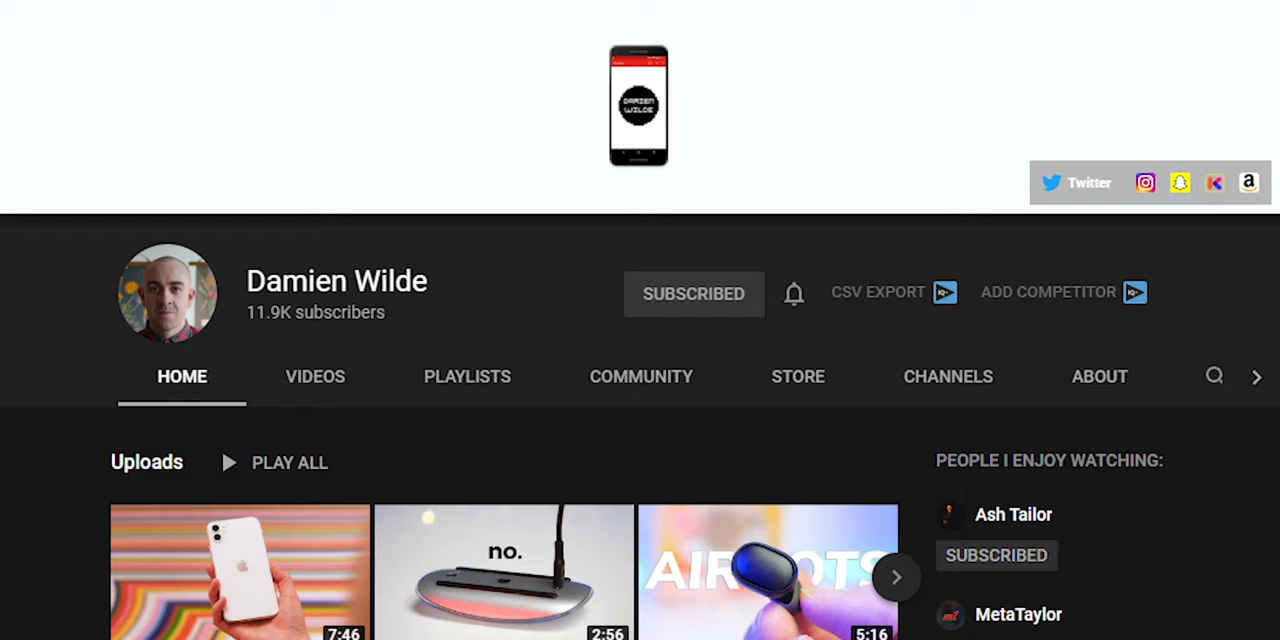 DAMIEN
WILDE
Twitter
a
Damien Wilde
11.9K subscribers
SUBSCRIBED
CSV EXPORT
ADD COMPETITOR
HOME
VIDEOS
PLAYLISTS
COMMUNITY
STORE
CHANNELS
ABOUT
Uploads
PLAY ALL
PEOPLE I ENJOY WATCHING:
Ash Tailor
SUBSCRIBED
MetaTaylor
no.
7:46
2:56
5:16